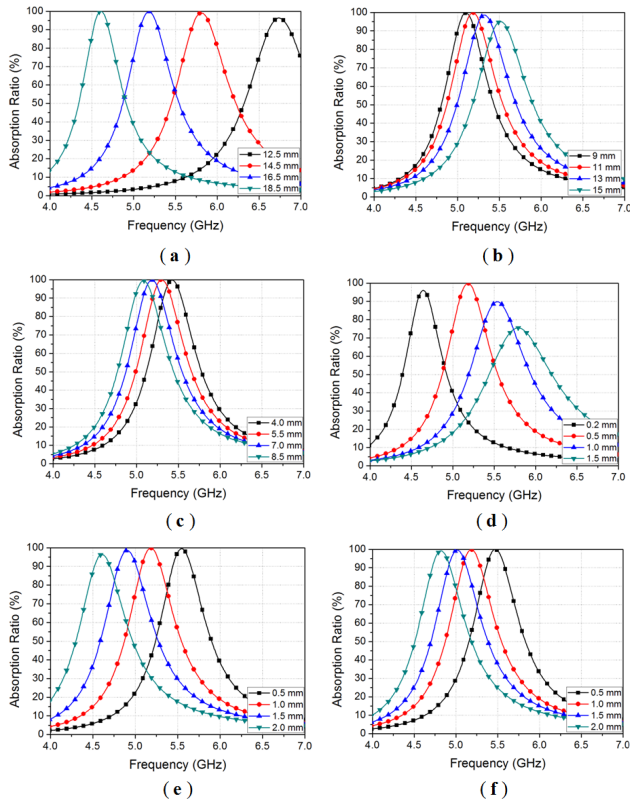 100
90
80
70
60
50
40
30
20
10
0
Absorption Ratio (%)
12.5 mm
14.5 mm
16.5 mm
18.5 mm
4.0 4.5 5.0 5.5 6.0 6.5 7.0
Frequency (GHz)
( a )
100
90
80
70
60
50
40
30
20
10
0
Absorption Ratio (%)
9 mm
11 mm
13 mm
15 mm
4.0 4.5 5.0 5.5 6.0 6.5 7.0
Frequency (GHz)
( b )
100
90
80
70
60
50
40
30
20
10
0
Absorption Ratio (%)
4.0 mm
5.5 mm
7.0 mm
8.5 mm
4.0 4.5 5.0 5.5 6.0 6.5 7.0
Frequency (GHz)
( c )
100
90
80
70
60
50
40
30
20
10
0
Absorption Ratio (%)
0.2 mm
0.5 mm
1.0 mm
1.5 mm
4.0 4.5 5.0 5.5 6.0 6.5 7.0
Frequency (GHz)
( d )
100
90
80
70
60
50
40
30
20
10
0
Absorption Ratio (%)
0.5 mm
1.0 mm
1.5 mm
2.0 mm
4.0 4.5 5.0 5.5 6.0 6.5 7.0
Frequency (GHz)
( e )
100
90
80
70
60
50
40
30
20
10
0
Absorption Ratio (%)
0.5 mm
1.0 mm
1.5 mm
2.0 mm
4.0 4.5 5.0 5.5 6.0 6.5 7.0
Frequency (GHz)
( f )